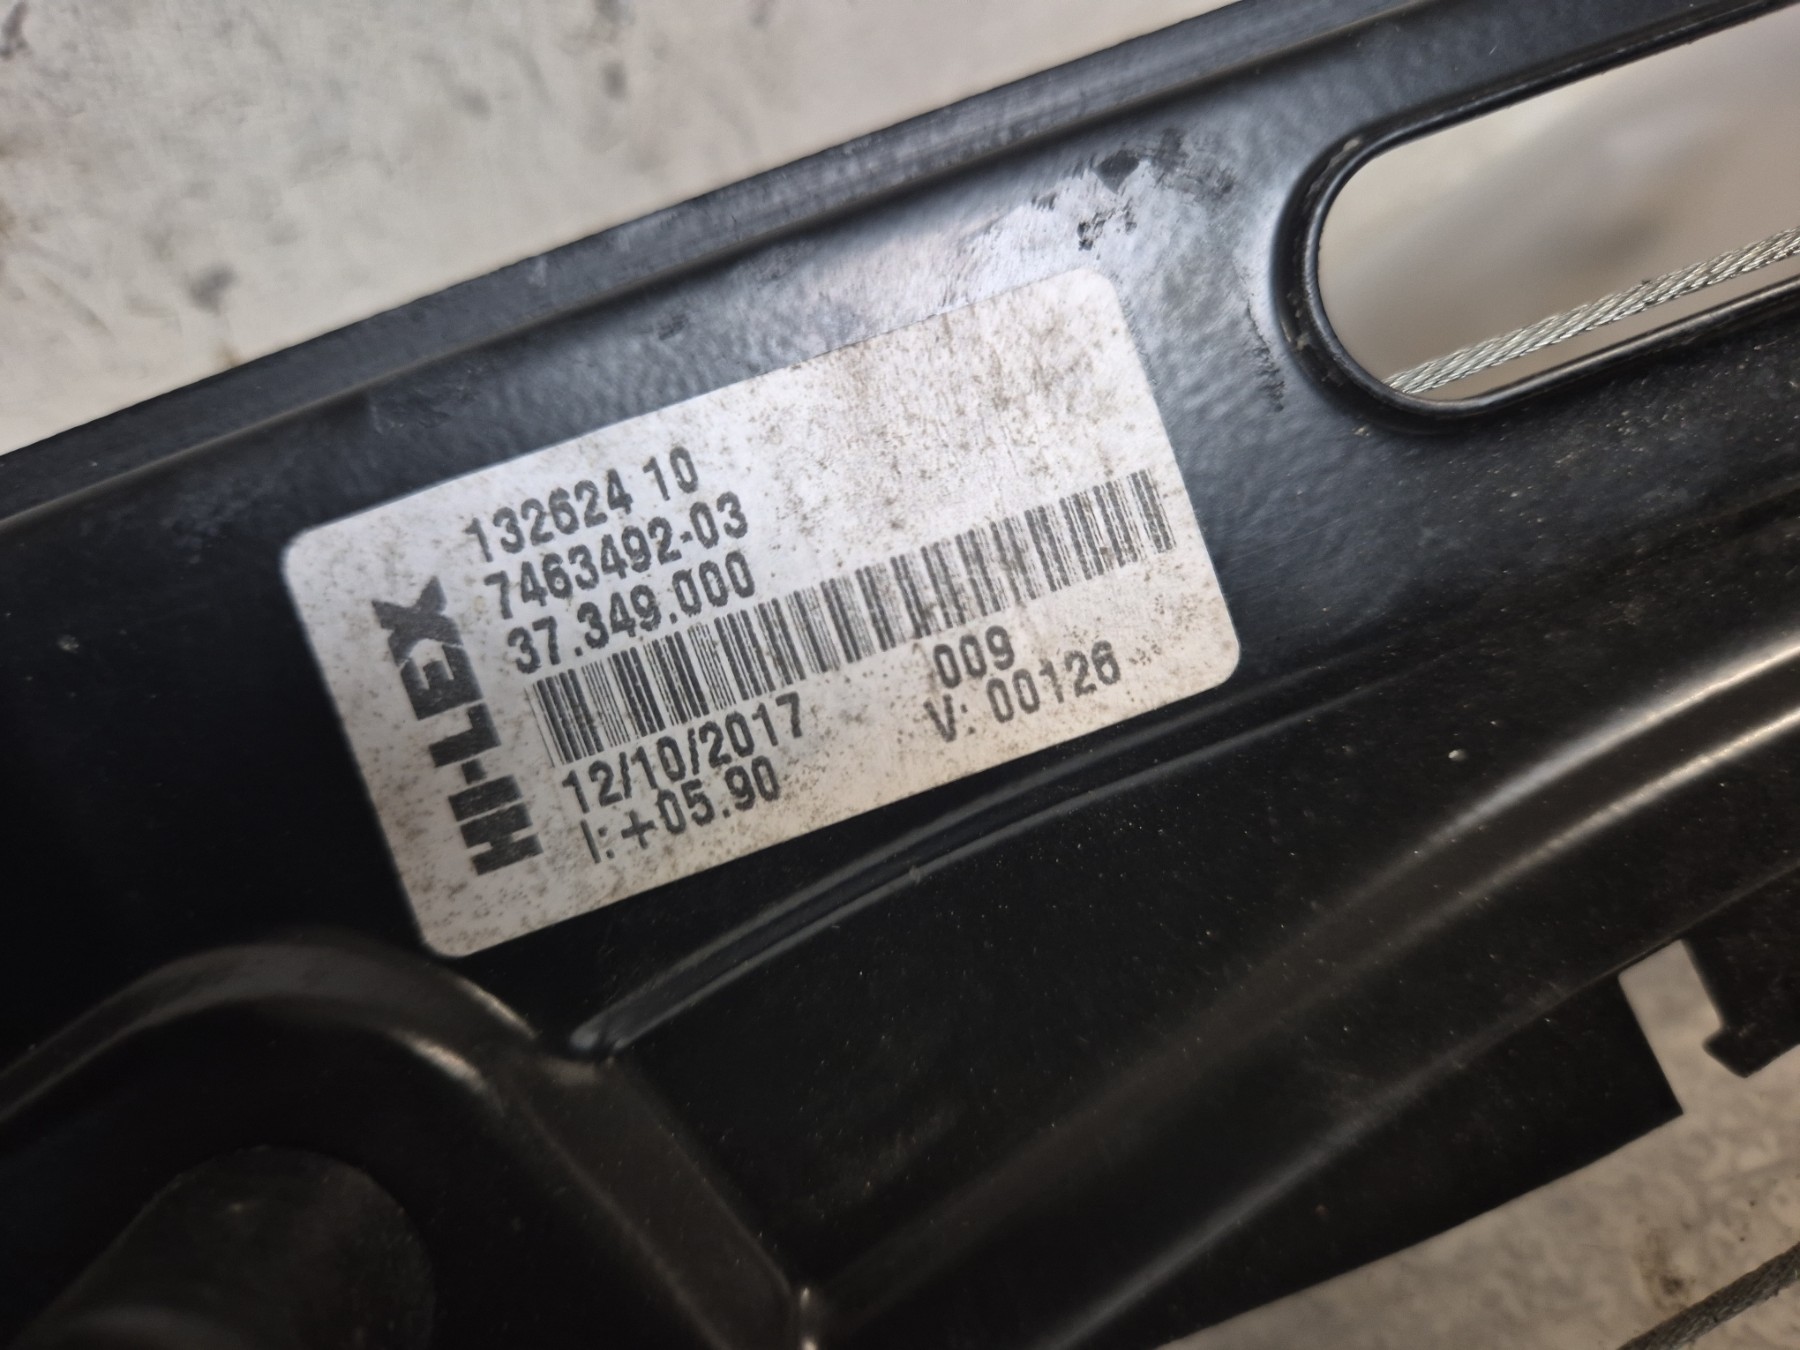 HI-LEX
132624 10
7463492-03
37.349.000
12/10/2017 009
I: +05.90 V: 00126